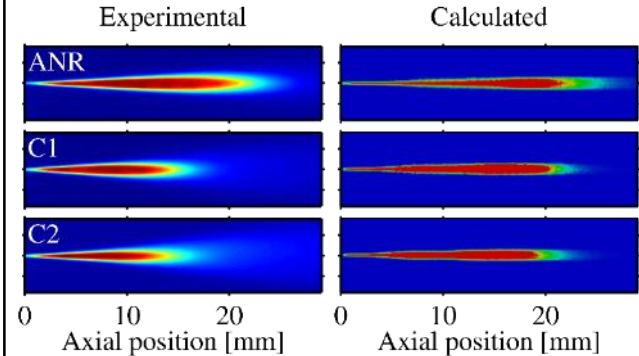 Experimental Calculated
ANR
C1
C2
0 10 20 0 10 20
Axial position [mm] Axial position [mm]